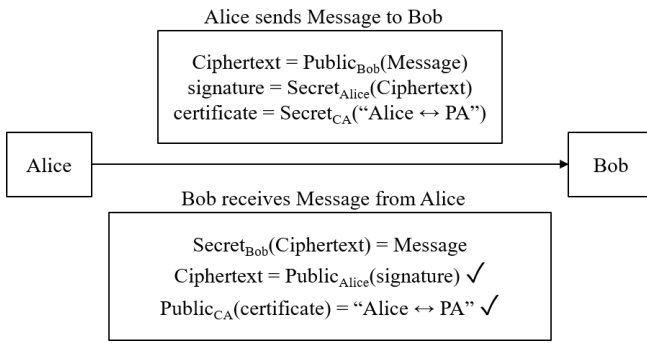 Alice sends Message to Bob
Ciphertext = Public_Bob(Message)
signature = Secret_Alice(Ciphertext)
certificate = Secret_CA(“Alice ↔ PA”)
Alice
Bob
Bob receives Message from Alice
Secret_Bob(Ciphertext) = Message
Ciphertext = Public_Alice(signature) ✓
Public_CA(certificate) = “Alice ↔ PA” ✓